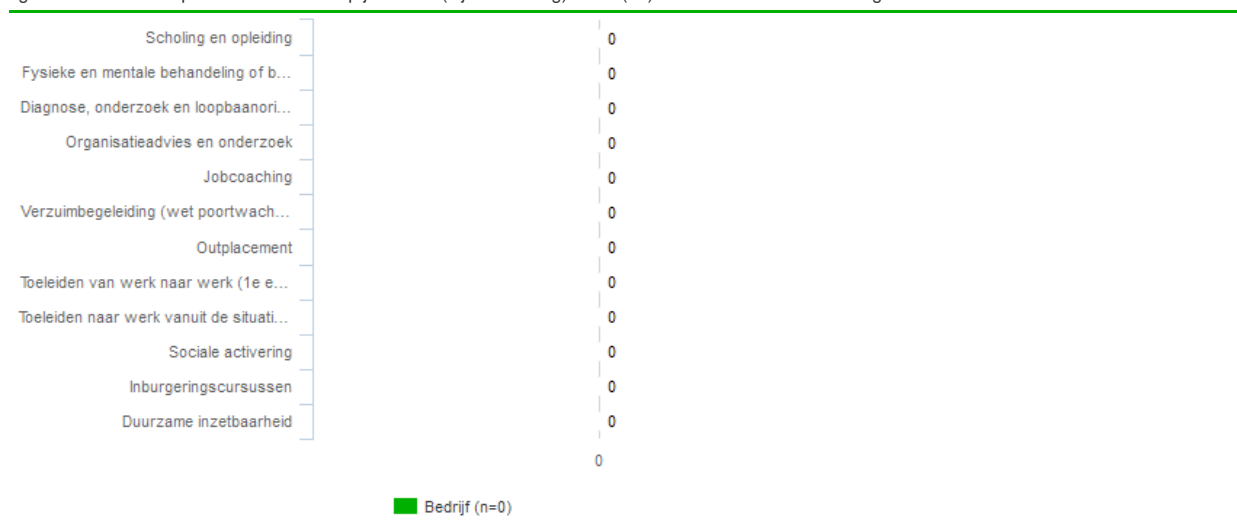 Scholing en opleiding 0
Fysieke en mentale behandeling of b... 0
Diagnose, onderzoek en loopbaanori... 0
Organisatieadvies en onderzoek 0
Jobcoaching 0
Verzuimbegeleiding (wet poortwach... 0
Outplacement 0
Toeleiden van werk naar werk (1e e... 0
Toeleiden naar werk vanuit de situati... 0
Sociale activering 0
Inburgeringscursussen 0
Duurzame inzetbaarheid 0
0
Bedrijf (n=0)